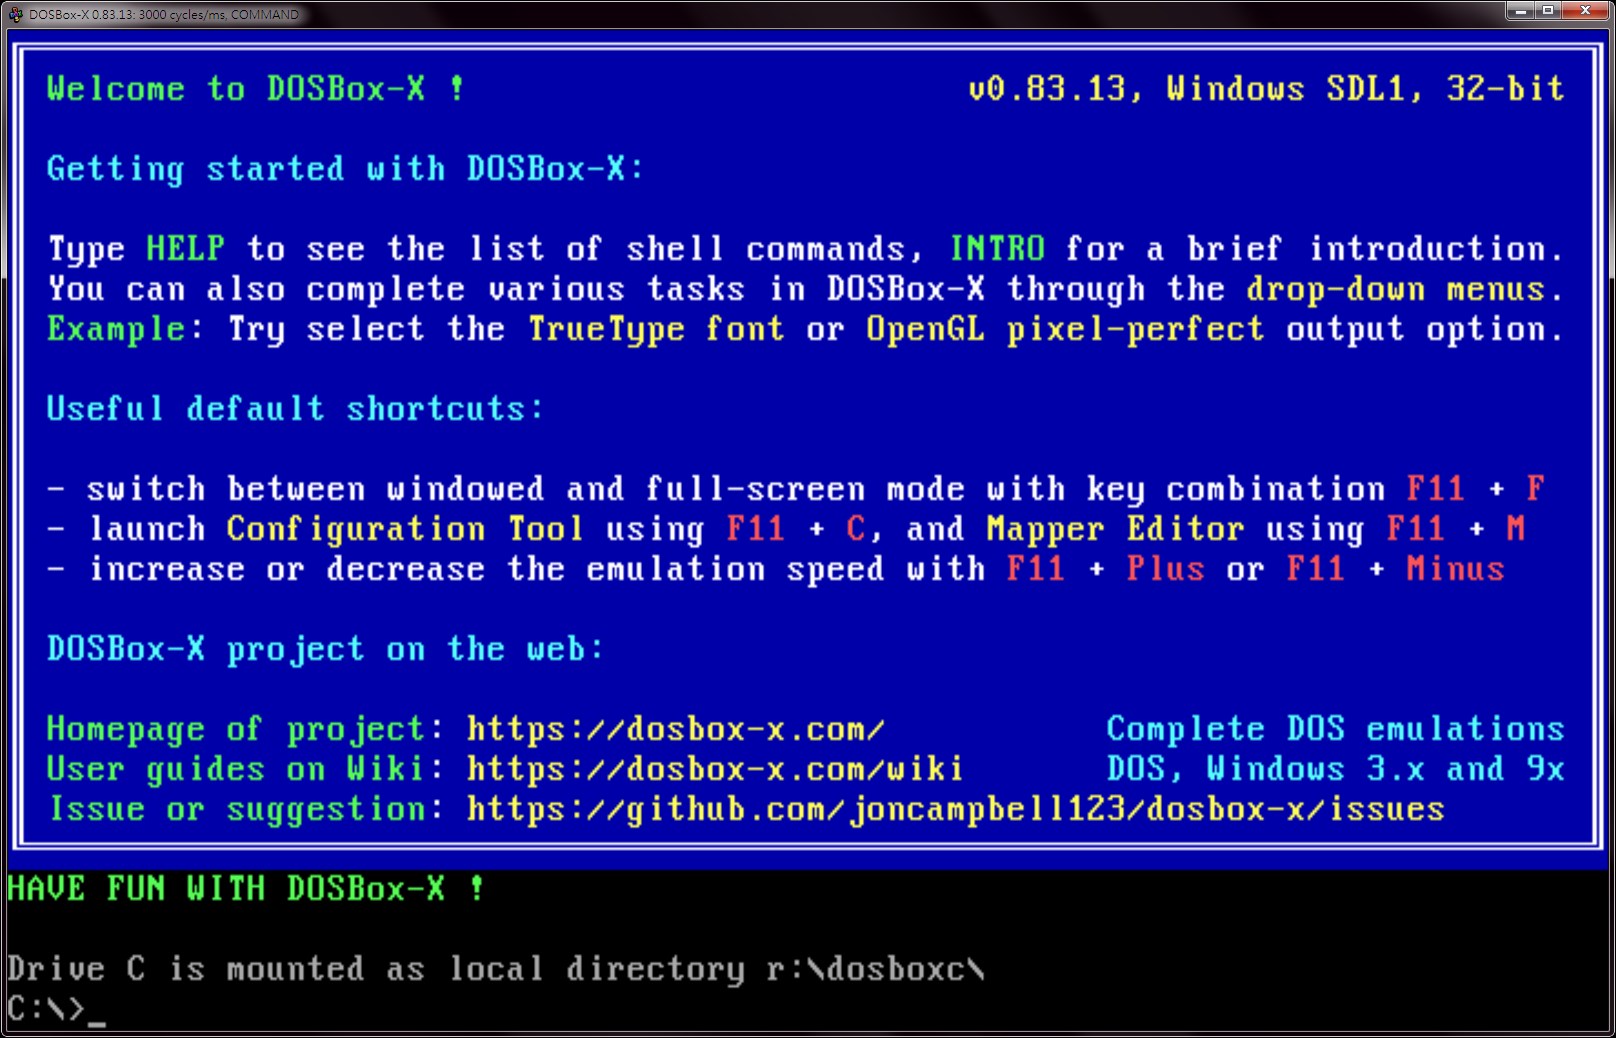 DOSBox-X 0.83.13: 3000 cycles/ms, COMMAND
Welcome to DOSBox-X ! v0.83.13, Windows SDL1, 32-bit
Getting started with DOSBox-X:
Type HELP to see the list of shell commands, INTRO for a brief introduction.
You can also complete various tasks in DOSBox-X through the drop-down menus.
Example: Try select the TrueType font or OpenGL pixel-perfect output option.
Useful default shortcuts:
- switch between windowed and full-screen mode with key combination F11 + F
- launch Configuration Tool using F11 + C, and Mapper Editor using F11 + M
- increase or decrease the emulation speed with F11 + Plus or F11 + Minus
DOSBox-X project on the web:
Homepage of project: https://dosbox-x.com/ Complete DOS emulations
User guides on Wiki: https://dosbox-x.com/wiki DOS, Windows 3.x and 9x
Issue or suggestion: https://github.com/joncampbell123/dosbox-x/issues
HAVE FUN WITH DOSBox-X !
Drive C is mounted as local directory r:\dosboxc\
C:\>_